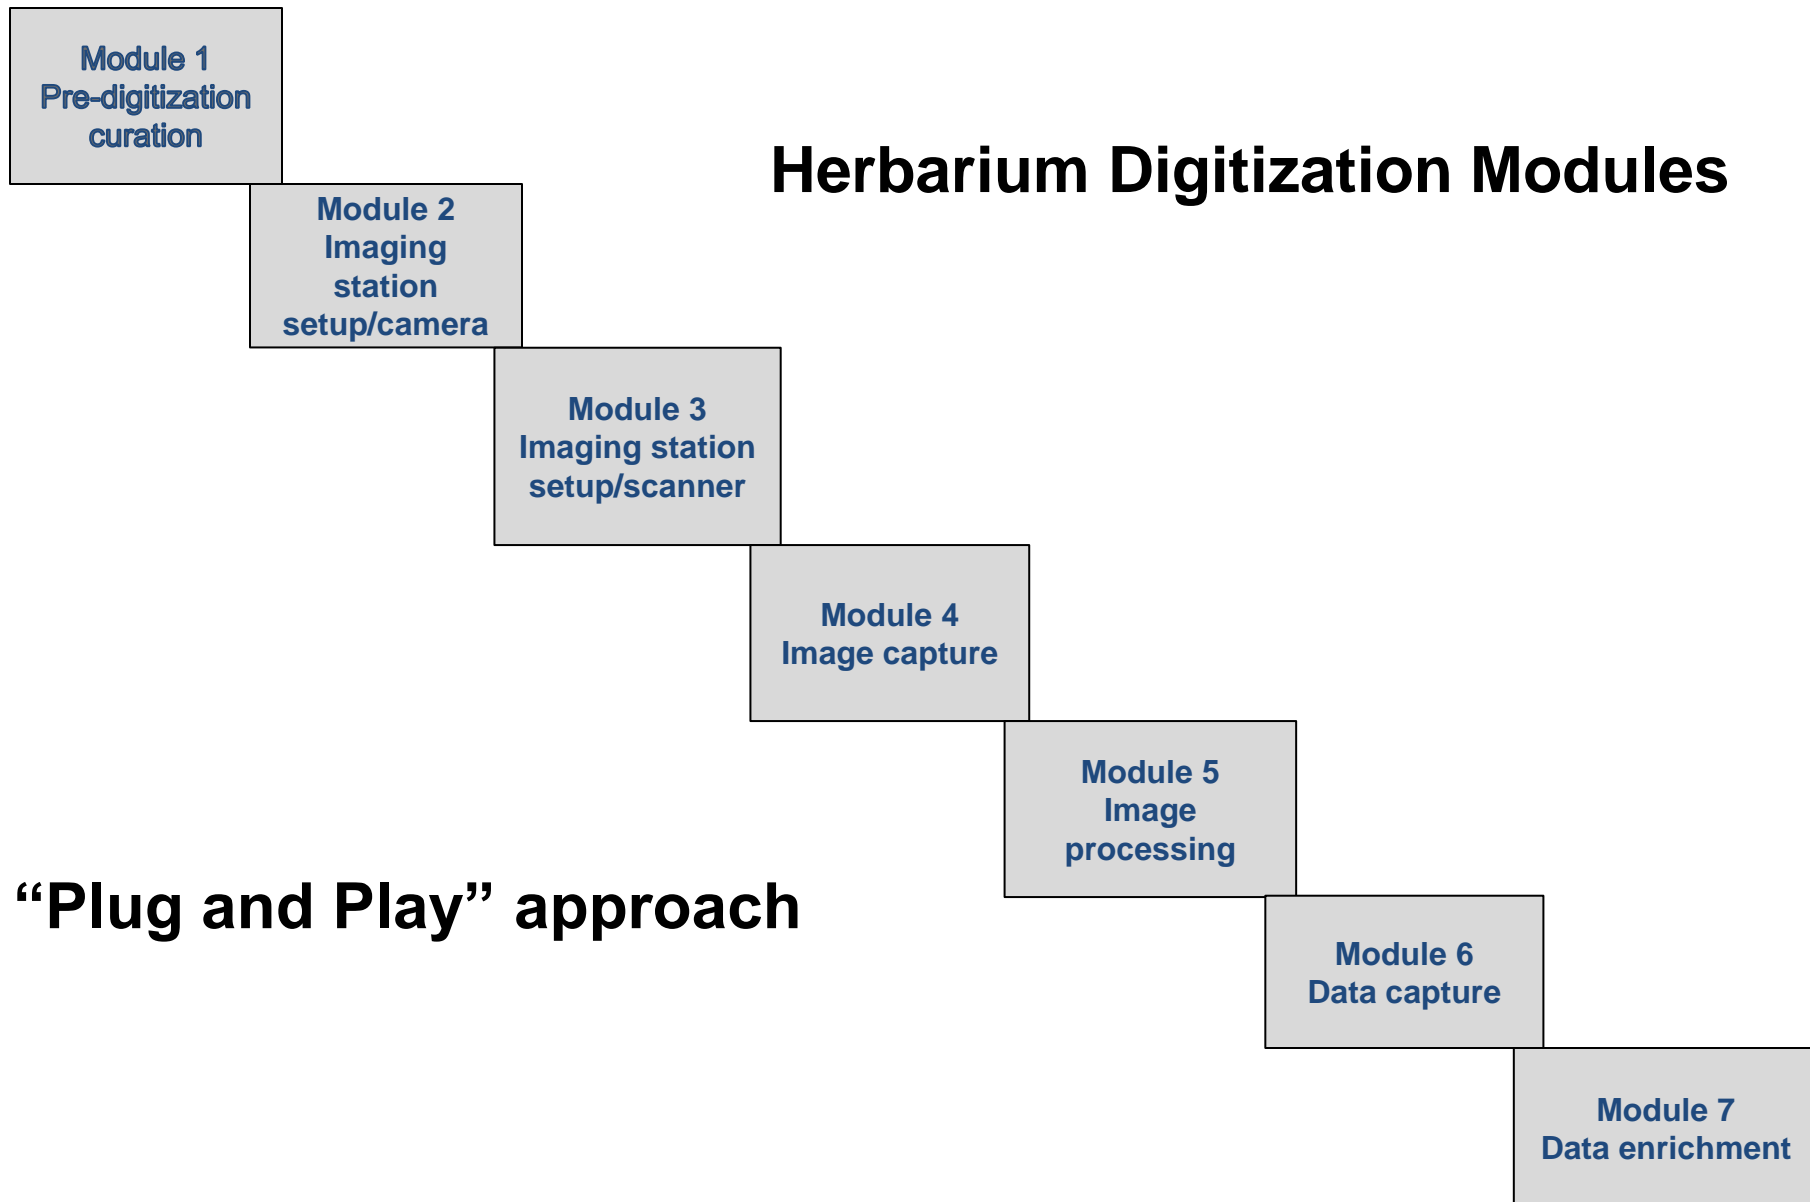 Module 1
Pre-digitization
curation
Herbarium Digitization Modules
Module 2
Imaging
station
setup/camera
Module 3
Imaging station
setup/scanner
Module 4
Image capture
Module 5
Image
processing
“Plug and Play” approach
Module 6
Data capture
Module 7
Data enrichment